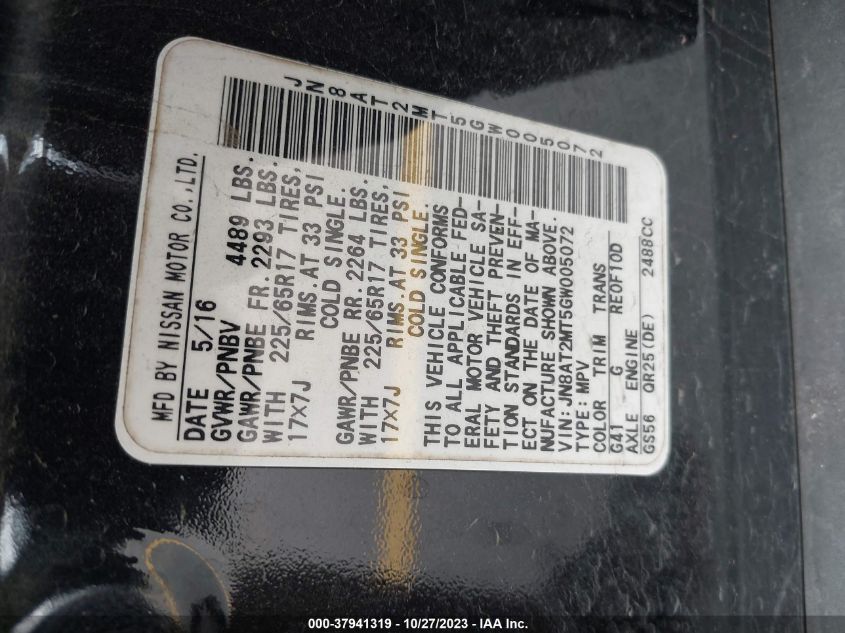 JN8AT2MT5GW005072
MFD BY NISSAN MOTOR CO.,LTD.
DATE 5/16
GVWR/PNBV 4489 LBS.
GAWR/PNBE FR. 2293 LBS.
WITH 225/65R17 TIRES,
17X7J RIMS.AT 33 PSI
COLD SINGLE.
GAWR/PNBE RR. 2264 LBS.
WITH 225/65R17 TIRES,
17X7J RIMS.AT 33 PSI
COLD SINGLE.
THIS VEHICLE CONFORMS
TO ALL APPLICABLE FED-
ERAL MOTOR VEHICLE SA-
FETY AND THEFT PREVEN-
TION STANDARDS IN EFF-
ECT ON THE DATE OF MA-
NUFACTURE SHOWN ABOVE.
VIN: JN8AT2MT5GW005072
TYPE: MPV
COLOR TRIM TRANS
G41 G RE0F10D
AXLE ENGINE
GS56 QR25(DE) 2488CC
000-37941319 - 10/27/2023 - IAA Inc.